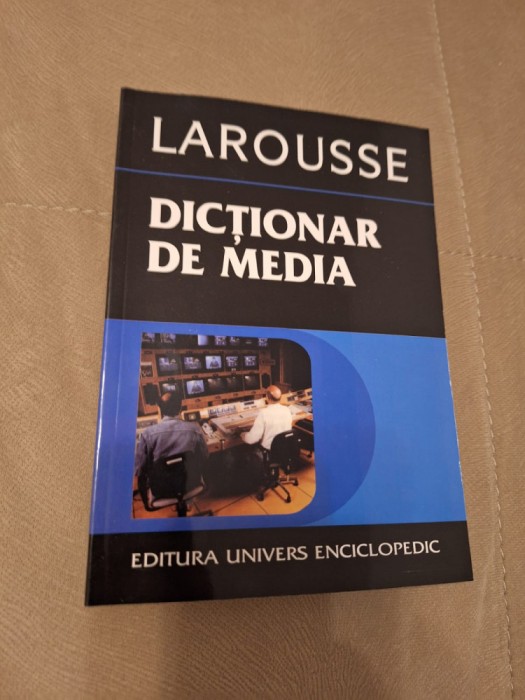 LAROUSSE
DICȚIONAR
DE MEDIA
EDITURA UNIVERS ENCICLOPEDIC